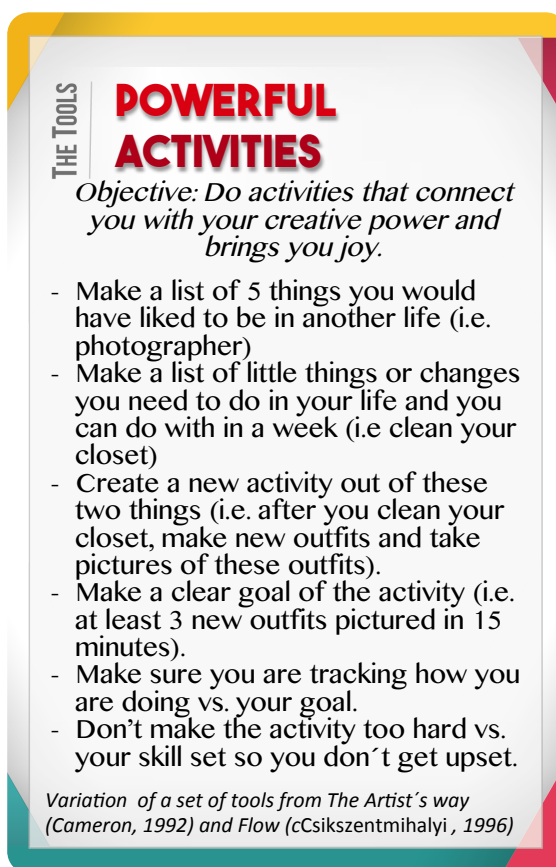 THE TOOLS
POWERFUL
ACTIVITIES
Objective: Do activities that connect
you with your creative power and
brings you joy.
- Make a list of 5 things you would
have liked to be in another life (i.e.
photographer)
- Make a list of little things or changes
you need to do in your life and you
can do with in a week (i.e clean your
closet)
- Create a new activity out of these
two things (i.e. after you clean your
closet, make new outfits and take
pictures of these outfits).
- Make a clear goal of the activity (i.e.
at least 3 new outfits pictured in 15
minutes).
- Make sure you are tracking how you
are doing vs. your goal.
- Don't make the activity too hard vs.
your skill set so you don´t get upset.
Variation of a set of tools from The Artist´s way
(Cameron, 1992) and Flow (cCsikszentmihalyi , 1996)